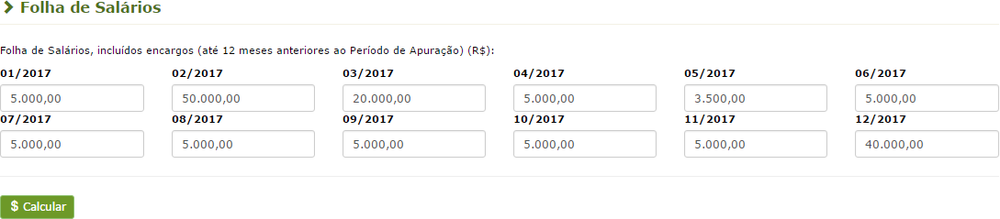 Folha de Salários
Folha de Salários, incluídos encargos (até 12 meses anteriores ao Período de Apuração) (R$):
01/2017 02/2017 03/2017 04/2017 05/2017 06/2017
5.000,00 50.000,00 20.000,00 5.000,00 3.500,00 5.000,00
07/2017 08/2017 09/2017 10/2017 11/2017 12/2017
5.000,00 5.000,00 5.000,00 5.000,00 5.000,00 40.000,00
$ Calcular